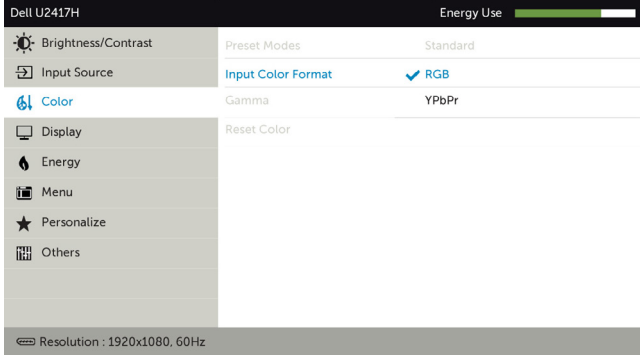 Dell U2417H Energy Use
Brightness/Contrast Preset Modes Standard
Input Source Input Color Format RGB
Color Gamma YPbPr
Display Reset Color
Energy
Menu
Personalize
Others
Resolution : 1920x1080, 60Hz